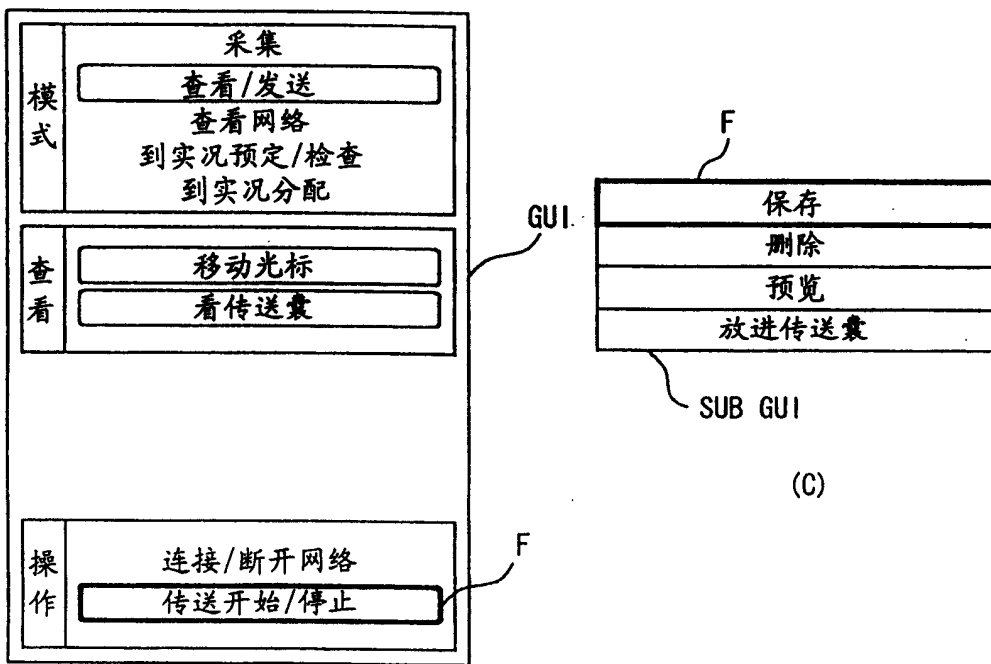 模式
采集
查看/发送
查看网络
到实况预定/检查
到实况分配
查看
移动光标
看传送囊
操作
连接/断开网络
传送开始/停止
GUI
F
F
保存
删除
预览
放进传送囊
SUB GUI
(C)